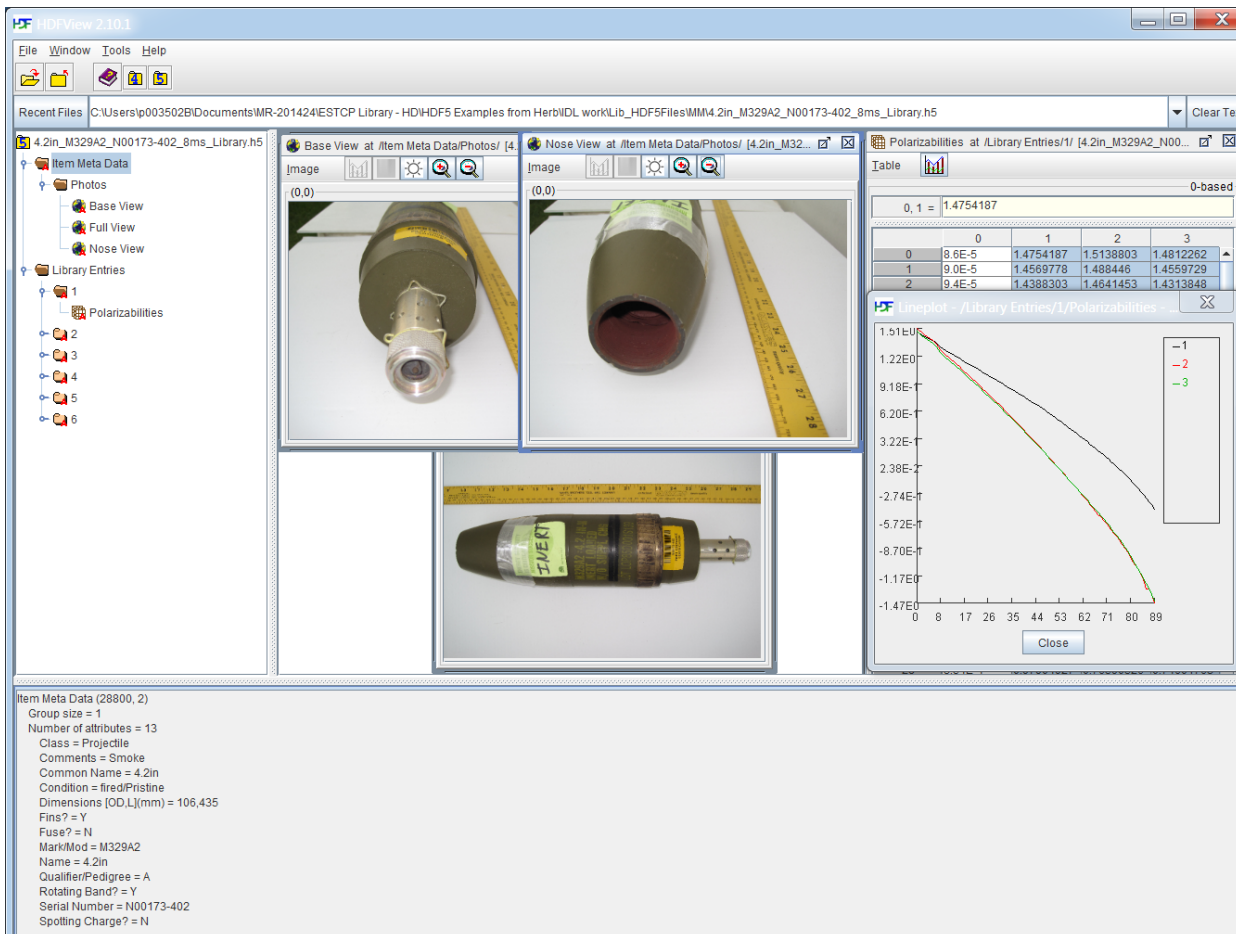 HDF HDFView 2.10.1
File Window Tools Help
Recent Files C:\Users\p003502B\Documents\MR-201424\ESTCP Library - HD\HDF5 Examples from Herb\IDL work\Lib_HDF5Files\MM\4.2in_M329A2_N00173-402_8ms_Library.h5 Clear Te
4.2in_M329A2_N00173-402_8ms_Library.h5
Item Meta Data
Photos
Base View
Full View
Nose View
Library Entries
1
Polarizabilities
2
3
4
5
6
Base View at /Item Meta Data/Photos/ [4.
Image
(0,0)
Nose View at /Item Meta Data/Photos/ [4.2in_M32...
Image
(0,0)
INERT
Polarizabilities at /Library Entries/1/ [4.2in_M329A2_N00...
Table
0-based
0, 1 = 1.4754187
0 1 2 3
0 8.6E-5 1.4754187 1.5138803 1.4812262
1 9.0E-5 1.4569778 1.488446 1.4559729
2 9.4E-5 1.4388303 1.4641453 1.4313848
HDF Lineplot - /Library Entries/1/Polarizabilities - ...
1.51E0
1.22E0
9.18E-1
6.20E-1
3.22E-1
2.38E-2
-2.74E-1
-5.72E-1
-8.70E-1
-1.17E0
-1.47E0
0 8 17 26 35 44 53 62 71 80 89
1
2
3
Close
Item Meta Data (28800, 2)
Group size = 1
Number of attributes = 13
Class = Projectile
Comments = Smoke
Common Name = 4.2in
Condition = fired/Pristine
Dimensions [OD,L](mm) = 106,435
Fins? = Y
Fuse? = N
Mark/Mod = M329A2
Name = 4.2in
Qualifier/Pedigree = A
Rotating Band? = Y
Serial Number = N00173-402
Spotting Charge? = N